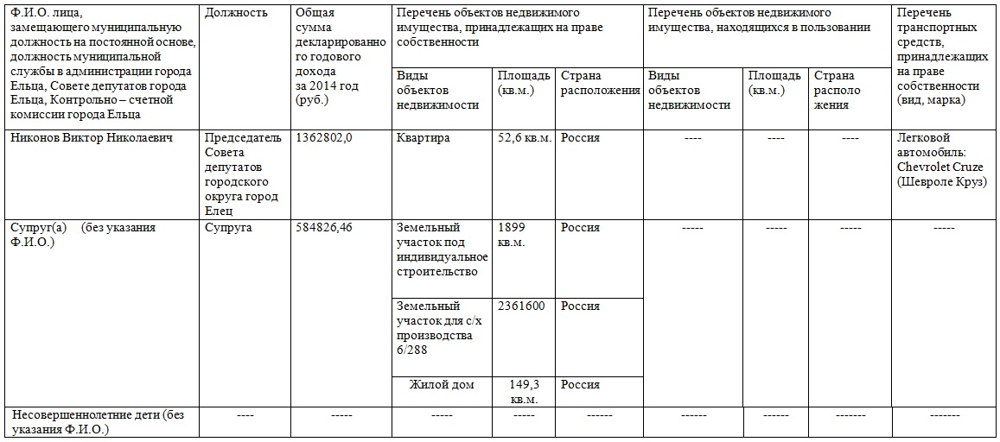 Ф.И.О. лица,
замещающего муниципальную
должность на постоянной основе,
должность муниципальной
службы в администрации города
Ельца, Совете депутатов города
Ельца, Контрольно – счетной
комиссии города Ельца
Должность
Общая
сумма
декларированно
го годового
дохода
за 2014 год
(руб.)
Перечень объектов недвижимого
имущества, принадлежащих на праве
собственности
Перечень объектов недвижимого
имущества, находящихся в пользовании
Перечень
транспортных
средств,
принадлежащих
на праве
собственности
(вид, марка)
Виды
объектов
недвижимости
Площадь
(кв.м.)
Страна
расположения
Виды
объектов
недвижимости
Площадь
(кв.м.)
Страна
располо
жения
Никонов Виктор Николаевич
Председатель
Совета
депутатов
городского
округа город
Елец
1362802,0
Квартира
52,6 кв.м.
Россия
----
----
----
Легковой
автомобиль:
Chevrolet Cruze
(Шевроле Круз)
Супруг(а) (без указания
Ф.И.О.)
Супруга
584826,46
Земельный
участок под
индивидуальное
строительство
1899
кв.м.
Россия
-----
-----
-----
-----
Земельный
участок для с/х
производства
6/288
2361600
Россия
Жилой дом
149,3
кв.м.
Россия
Несовершеннолетние дети (без
указания Ф.И.О.)
----
-----
-----
-----
------
------
------
-------
-------